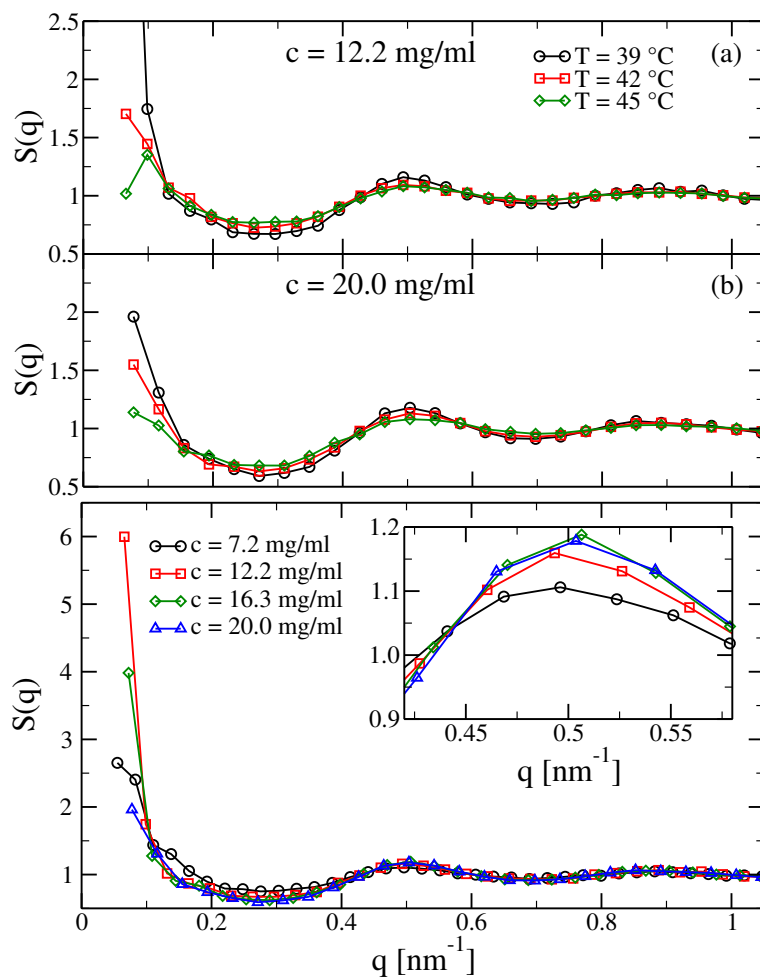 2.5
c = 12.2 mg/ml
(a)
T = 39 °C
T = 42 °C
T = 45 °C
2
1.5
1
0.5
S(q)
c = 20.0 mg/ml
(b)
2
1.5
1
0.5
S(q)
6
5
4
3
2
1
S(q)
c = 7.2 mg/ml
c = 12.2 mg/ml
c = 16.3 mg/ml
c = 20.0 mg/ml
1.2
1.1
1.0
0.9
0.45 0.5 0.55
q [nm⁻¹]
0 0.2 0.4 0.6 0.8 1
q [nm⁻¹]